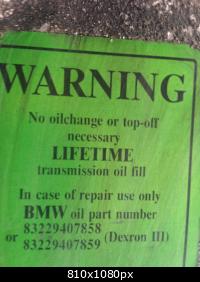 WARNING
No oilchange or top-off
necessary
LIFETIME
transmission oil fill
In case of repair use only
BMW oil part number
83229407858
or 83229407859 (Dexron III)
810x1080px